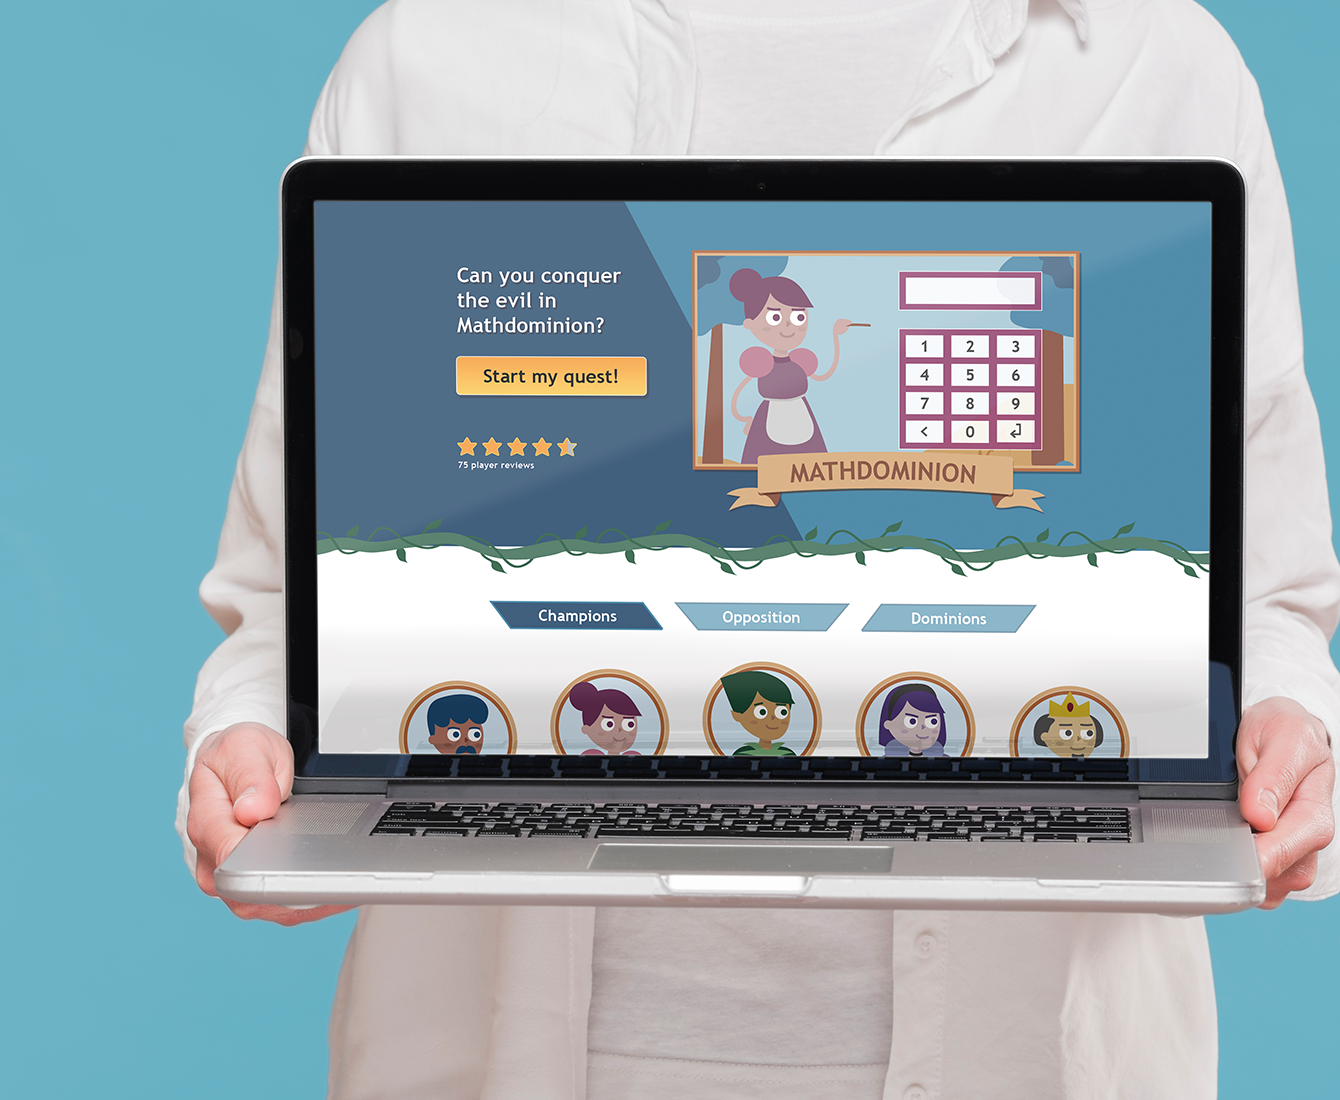 Can you conquer
the evil in
Mathdominion?
Start my quest!
75 player reviews
1 2 3
4 5 6
7 8 9
< 0
MATHDOMINION
Champions Opposition Dominions